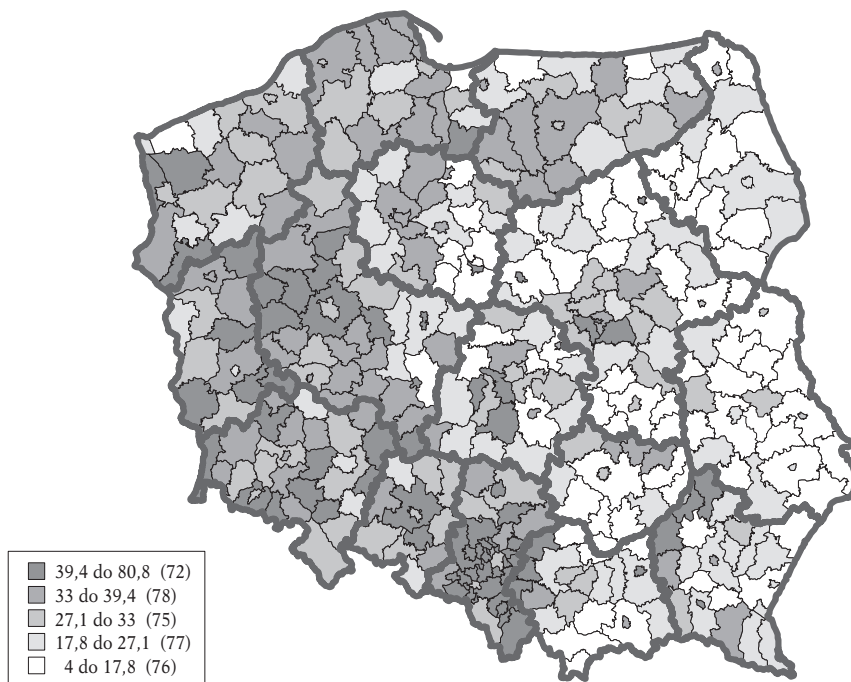 39,4 do 80,8 (72)
33 do 39,4 (78)
27,1 do 33 (75)
17,8 do 27,1 (77)
4 do 17,8 (76)